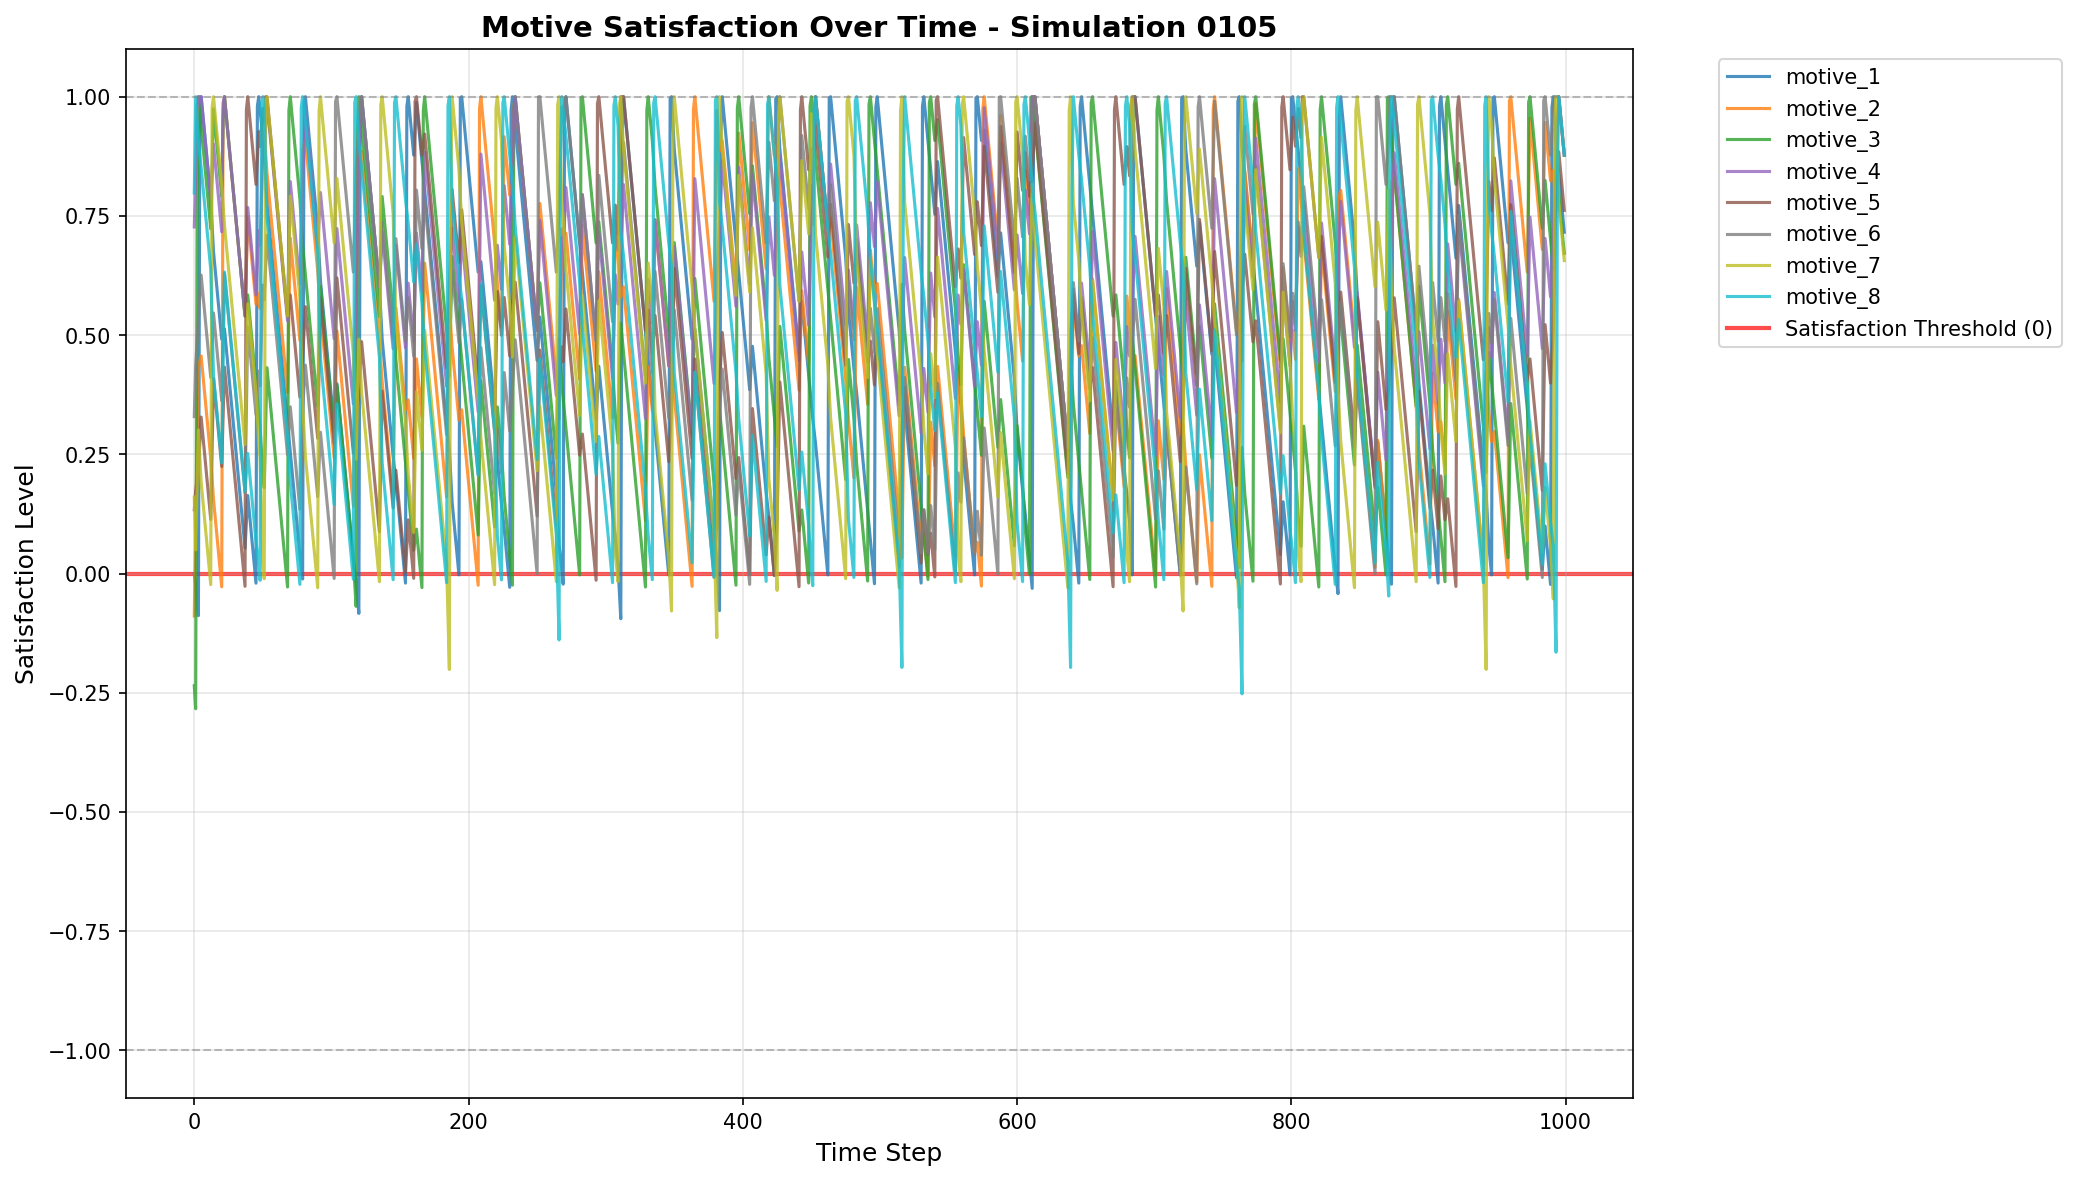 Motive Satisfaction Over Time - Simulation 0105
1.00
0.75
0.50
0.25
0.00
−0.25
−0.50
−0.75
−1.00
Satisfaction Level
0
200
400
600
800
1000
Time Step
motive_1
motive_2
motive_3
motive_4
motive_5
motive_6
motive_7
motive_8
Satisfaction Threshold (0)